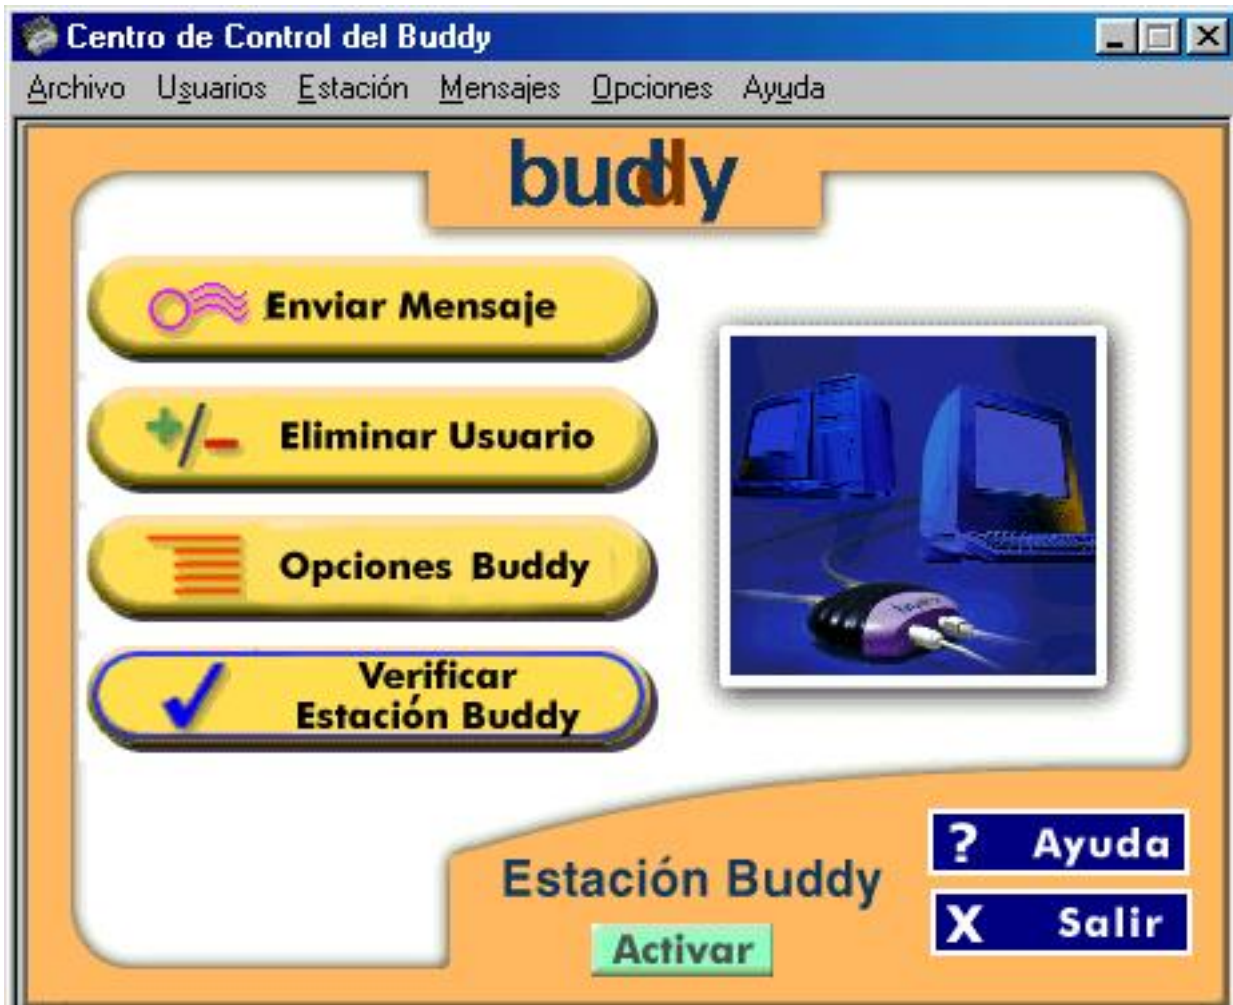 Centro de Control del Buddy
Archivo Usuarios Estación Mensajes Opciones Ayuda
buddy
Enviar Mensaje
+/- Eliminar Usuario
Opciones Buddy
Verificar
Estación Buddy
Estación Buddy
Activar
? Ayuda
X Salir